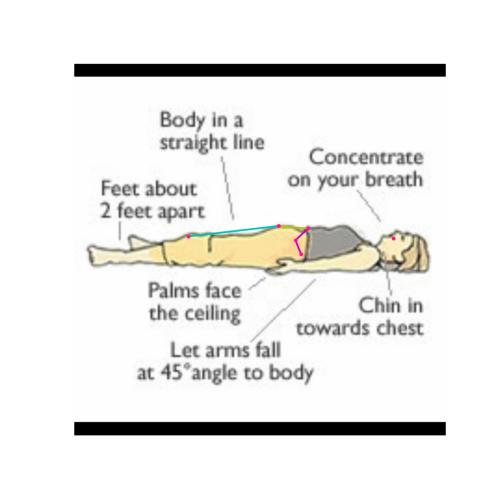 Body in a
straight line
Concentrate
on your breath
Feet about
2 feet apart
Palms face
the ceiling
Chin in
towards chest
Let arms fall
at 45°angle to body